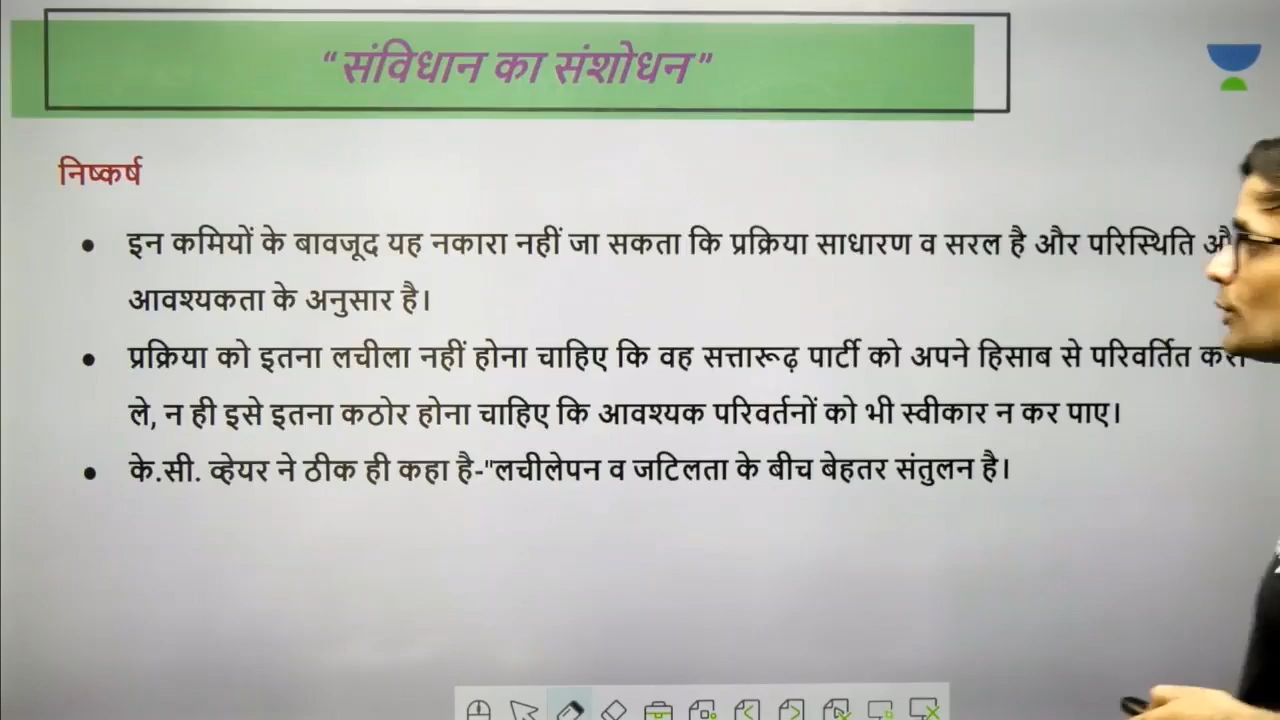 “संविधान का संशोधन”
निष्कर्ष
• इन कमियों के बावजूद यह नकारा नहीं जा सकता कि प्रक्रिया साधारण व सरल है और परिस्थिति
आवश्यकता के अनुसार है।
• प्रक्रिया को इतना लचीला नहीं होना चाहिए कि वह सत्तारूढ़ पार्टी को अपने हिसाब से परिवर्तित
ले, न ही इसे इतना कठोर होना चाहिए कि आवश्यक परिवर्तनों को भी स्वीकार न कर पाए।
• के.सी. व्हेयर ने ठीक ही कहा है-"लचीलेपन व जटिलता के बीच बेहतर संतुलन है।